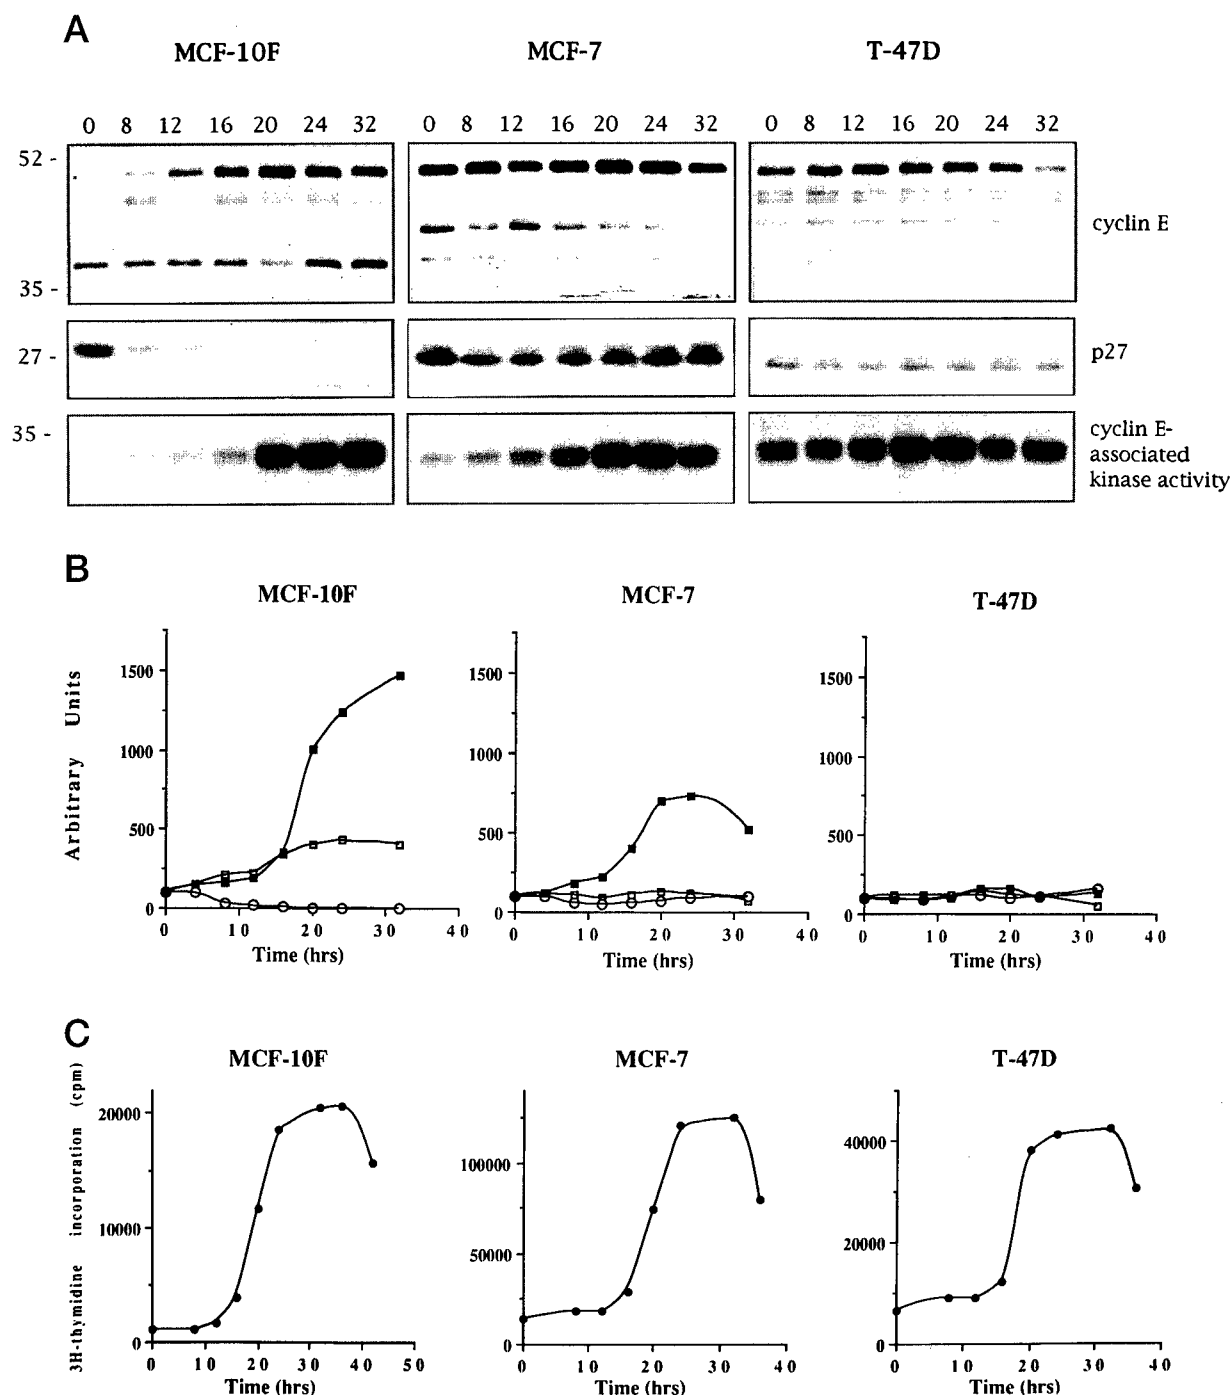 A
MCF-10F MCF-7 T-47D
0 8 12 16 20 24 32 0 8 12 16 20 24 32 0 8 12 16 20 24 32
52 -
cyclin E
35 -
27 - p27
35 - cyclin E-
associated
kinase activity
B
MCF-10F MCF-7 T-47D
Arbitrary Units
1500 1500 1500
1000 1000 1000
500 500 500
0 0 0
0 10 20 30 40 0 10 20 30 40 0 10 20 30 40
Time (hrs) Time (hrs) Time (hrs)
C
MCF-10F MCF-7 T-47D
3H-thymidine incorporation (cpm)
20000 100000 40000
10000 50000 20000
0 0 0
0 10 20 30 40 50 0 10 20 30 40 0 10 20 30 40
Time (hrs) Time (hrs) Time (hrs)